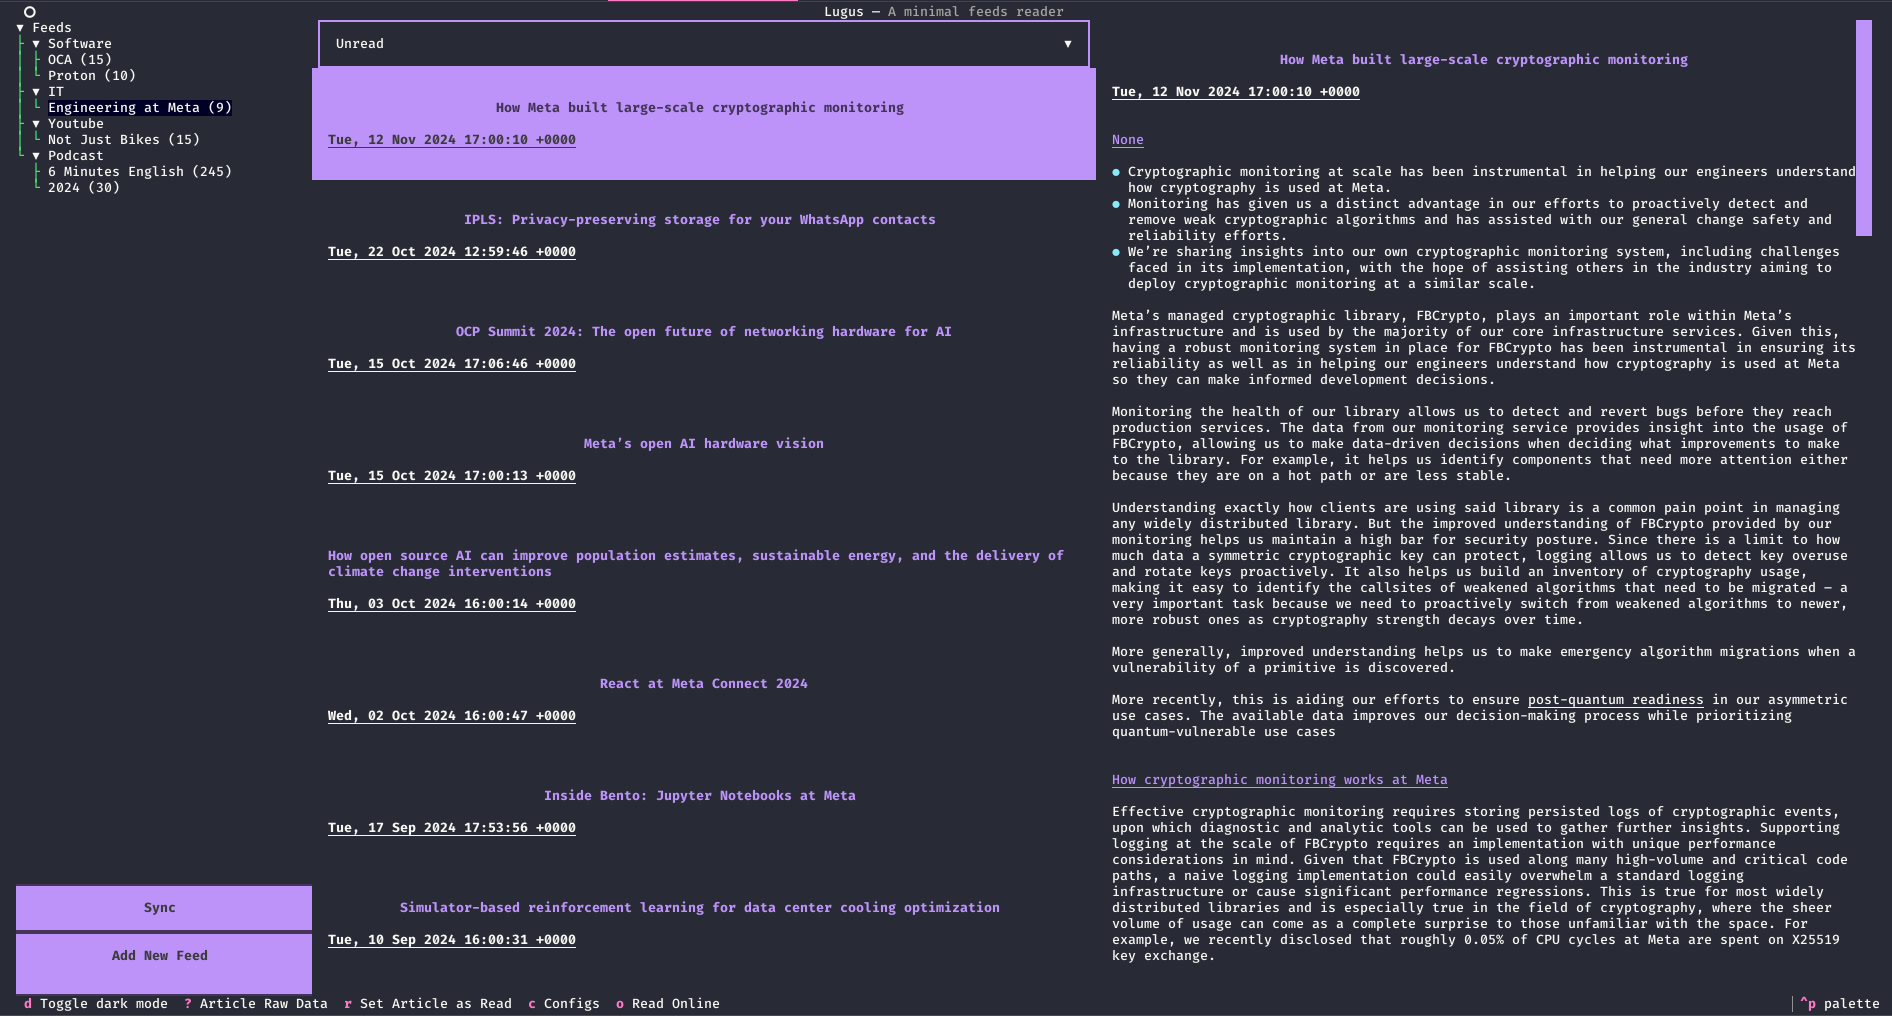 Lugus — A minimal feeds reader
▼ Feeds
▼ Software
OCA (15)
Proton (10)
▼ IT
Engineering at Meta (9)
▼ Youtube
Not Just Bikes (15)
▼ Podcast
6 Minutes English (245)
2024 (30)
Sync
Add New Feed
Unread ▼
How Meta built large-scale cryptographic monitoring
Tue, 12 Nov 2024 17:00:10 +0000
IPLS: Privacy-preserving storage for your WhatsApp contacts
Tue, 22 Oct 2024 12:59:46 +0000
OCP Summit 2024: The open future of networking hardware for AI
Tue, 15 Oct 2024 17:06:46 +0000
Meta’s open AI hardware vision
Tue, 15 Oct 2024 17:00:13 +0000
How open source AI can improve population estimates, sustainable energy, and the delivery of
climate change interventions
Thu, 03 Oct 2024 16:00:14 +0000
React at Meta Connect 2024
Wed, 02 Oct 2024 16:00:47 +0000
Inside Bento: Jupyter Notebooks at Meta
Tue, 17 Sep 2024 17:53:56 +0000
Simulator-based reinforcement learning for data center cooling optimization
Tue, 10 Sep 2024 16:00:31 +0000
How Meta built large-scale cryptographic monitoring
Tue, 12 Nov 2024 17:00:10 +0000
None
● Cryptographic monitoring at scale has been instrumental in helping our engineers understand
how cryptography is used at Meta.
● Monitoring has given us a distinct advantage in our efforts to proactively detect and
remove weak cryptographic algorithms and has assisted with our general change safety and
reliability efforts.
● We’re sharing insights into our own cryptographic monitoring system, including challenges
faced in its implementation, with the hope of assisting others in the industry aiming to
deploy cryptographic monitoring at a similar scale.
Meta’s managed cryptographic library, FBCrypto, plays an important role within Meta’s
infrastructure and is used by the majority of our core infrastructure services. Given this,
having a robust monitoring system in place for FBCrypto has been instrumental in ensuring its
reliability as well as in helping our engineers understand how cryptography is used at Meta
so they can make informed development decisions.
Monitoring the health of our library allows us to detect and revert bugs before they reach
production services. The data from our monitoring service provides insight into the usage of
FBCrypto, allowing us to make data-driven decisions when deciding what improvements to make
to the library. For example, it helps us identify components that need more attention either
because they are on a hot path or are less stable.
Understanding exactly how clients are using said library is a common pain point in managing
any widely distributed library. But the improved understanding of FBCrypto provided by our
monitoring helps us maintain a high bar for security posture. Since there is a limit to how
much data a symmetric cryptographic key can protect, logging allows us to detect key overuse
and rotate keys proactively. It also helps us build an inventory of cryptography usage,
making it easy to identify the callsites of weakened algorithms that need to be migrated — a
very important task because we need to proactively switch from weakened algorithms to newer,
more robust ones as cryptography strength decays over time.
More generally, improved understanding helps us to make emergency algorithm migrations when a
vulnerability of a primitive is discovered.
More recently, this is aiding our efforts to ensure post-quantum readiness in our asymmetric
use cases. The available data improves our decision-making process while prioritizing
quantum-vulnerable use cases
How cryptographic monitoring works at Meta
Effective cryptographic monitoring requires storing persisted logs of cryptographic events,
upon which diagnostic and analytic tools can be used to gather further insights. Supporting
logging at the scale of FBCrypto requires an implementation with unique performance
considerations in mind. Given that FBCrypto is used along many high-volume and critical code
paths, a naive logging implementation could easily overwhelm a standard logging
infrastructure or cause significant performance regressions. This is true for most widely
distributed libraries and is especially true in the field of cryptography, where the sheer
volume of usage can come as a complete surprise to those unfamiliar with the space. For
example, we recently disclosed that roughly 0.05% of CPU cycles at Meta are spent on X25519
key exchange.
d Toggle dark mode ? Article Raw Data r Set Article as Read c Configs o Read Online ^p palette